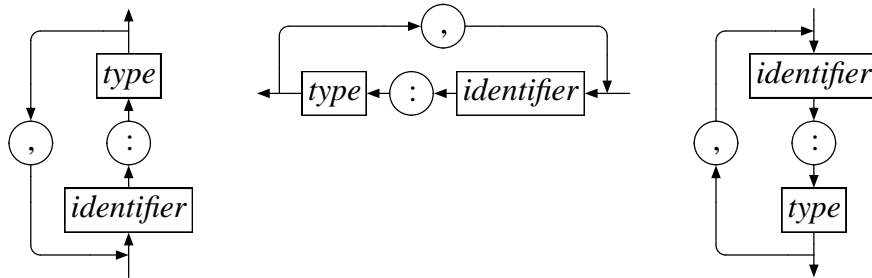 type
,
:
identifier
,
type : identifier
identifier
,
:
type